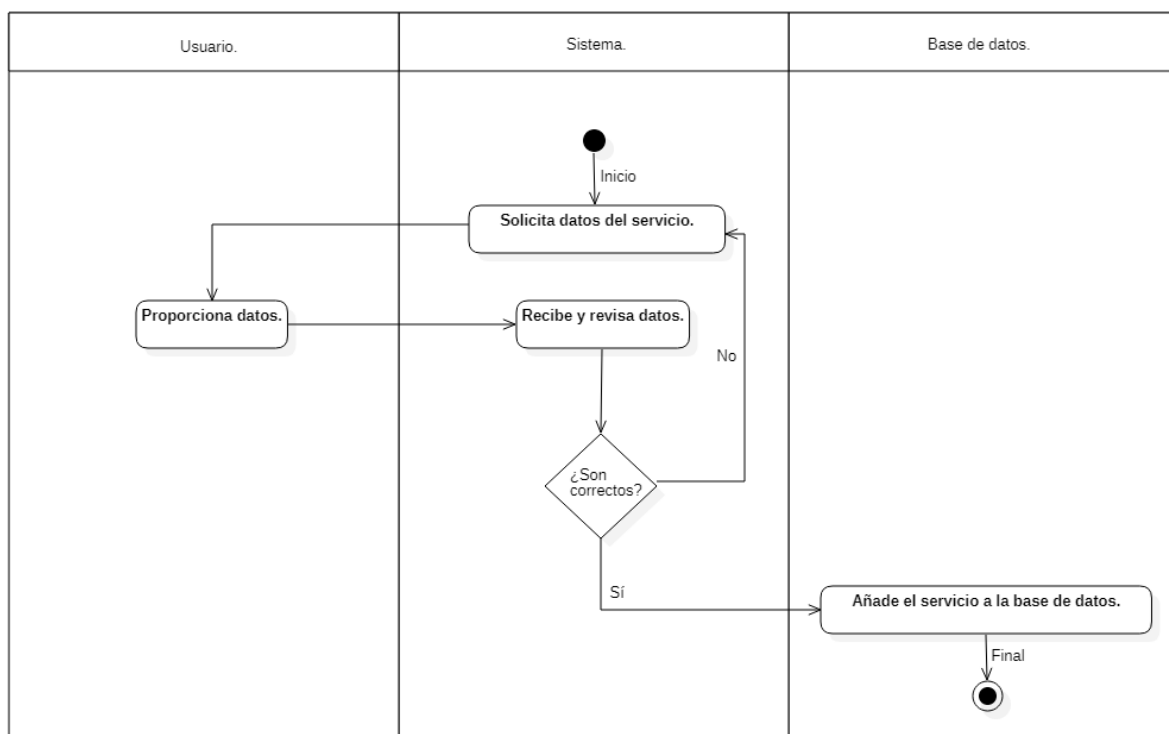 Usuario.
Sistema.
Base de datos.
Inicio
Solicita datos del servicio.
Proporciona datos.
Recibe y revisa datos.
No
¿Son
correctos?
Sí
Añade el servicio a la base de datos.
Final